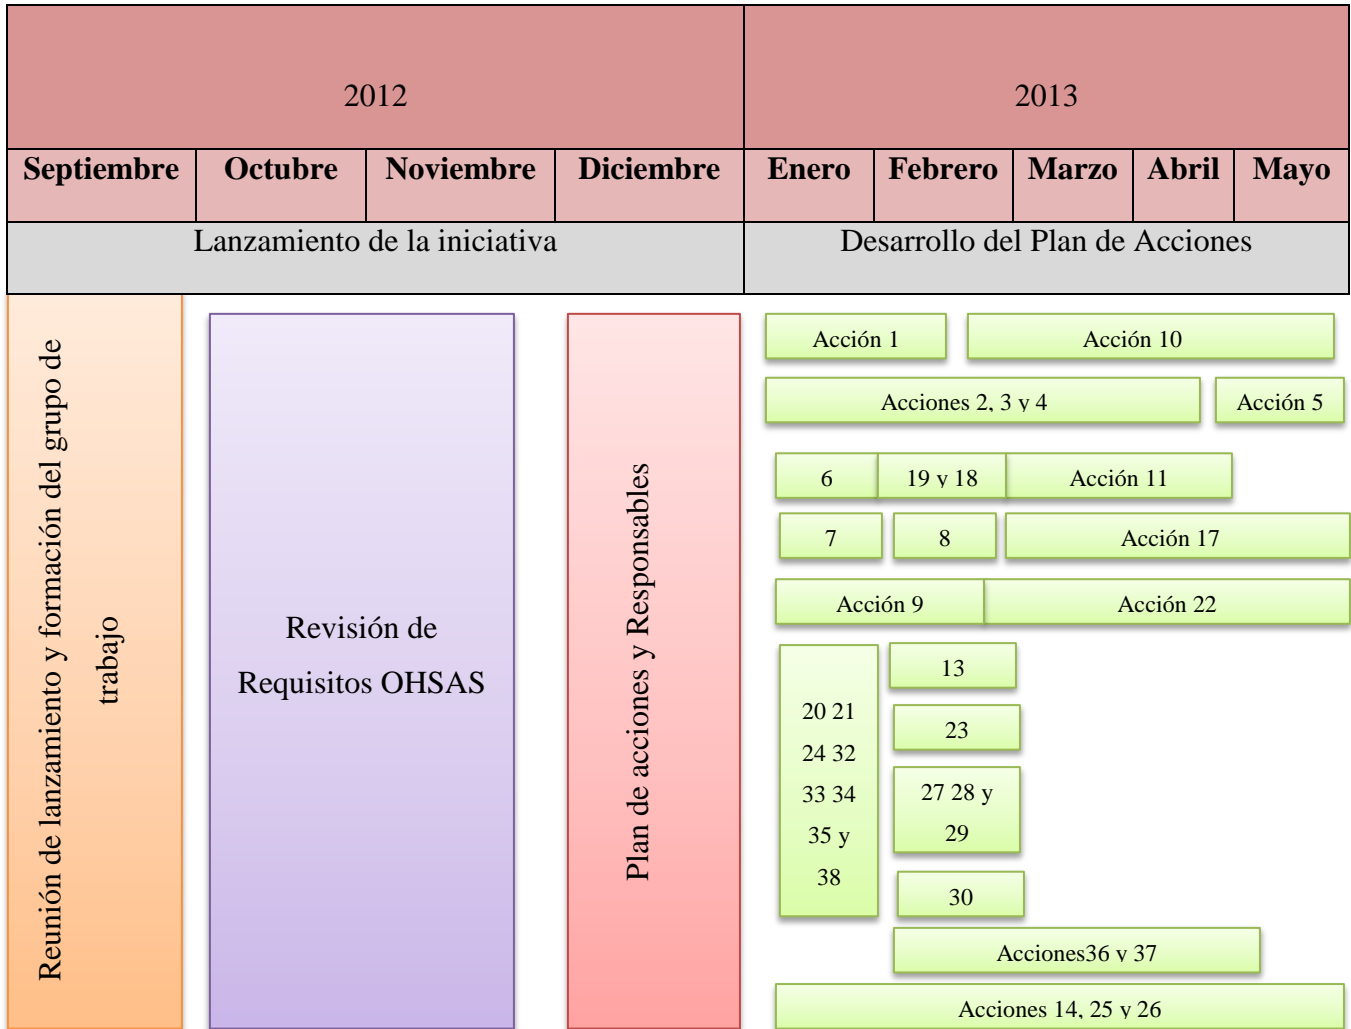 2012
2013
Septiembre
Octubre
Noviembre
Diciembre
Enero
Febrero
Marzo
Abril
Mayo
Lanzamiento de la iniciativa
Desarrollo del Plan de Acciones
Reunión de lanzamiento y formación del grupo de
trabajo
Revisión de
Requisitos OHSAS
Plan de acciones y Responsables
Acción 1
Acción 10
Acciones 2, 3 y 4
Acción 5
6
19 y 18
Acción 11
7
8
Acción 17
Acción 9
Acción 22
20 21
24 32
33 34
35 y
38
13
23
27 28 y
29
30
Acciones36 y 37
Acciones 14, 25 y 26